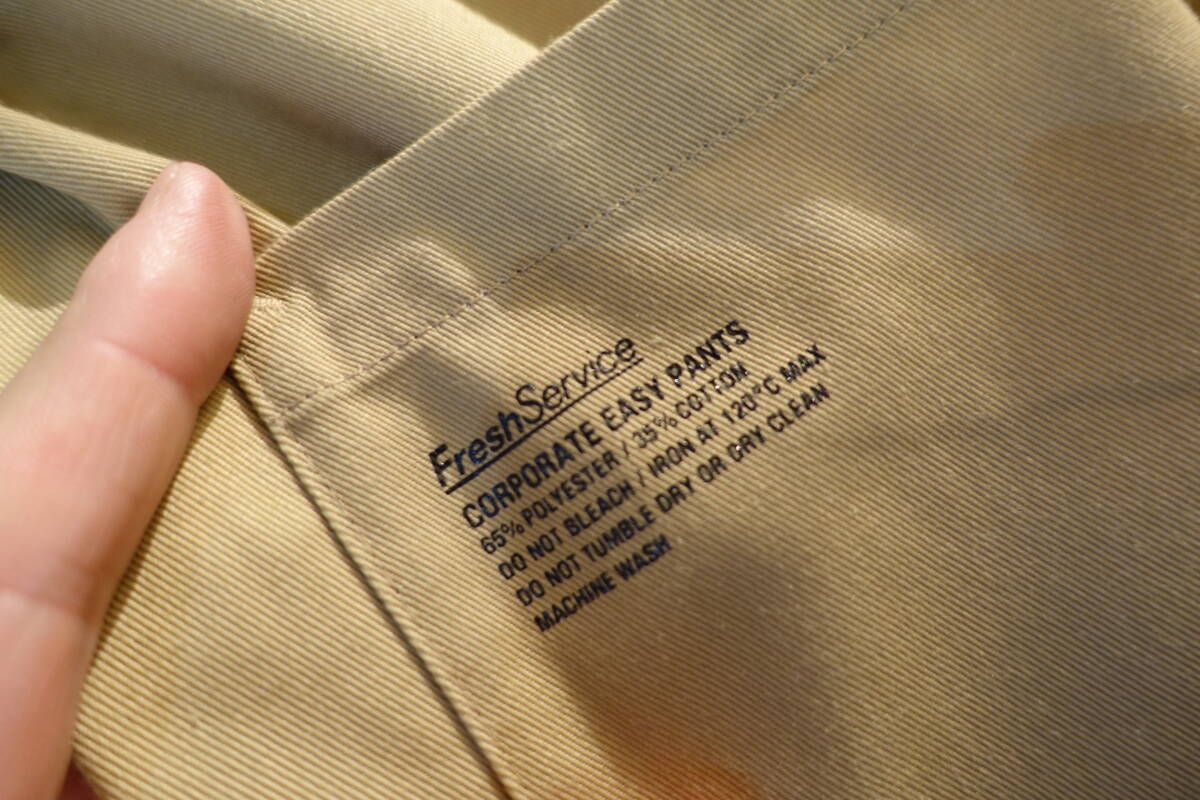 FreshService
CORPORATE EASY PANTS
65% POLYESTER / 35% COTTON
DO NOT BLEACH / IRON AT 120°C MAX
DO NOT TUMBLE DRY OR DRY CLEAN
MACHINE WASH